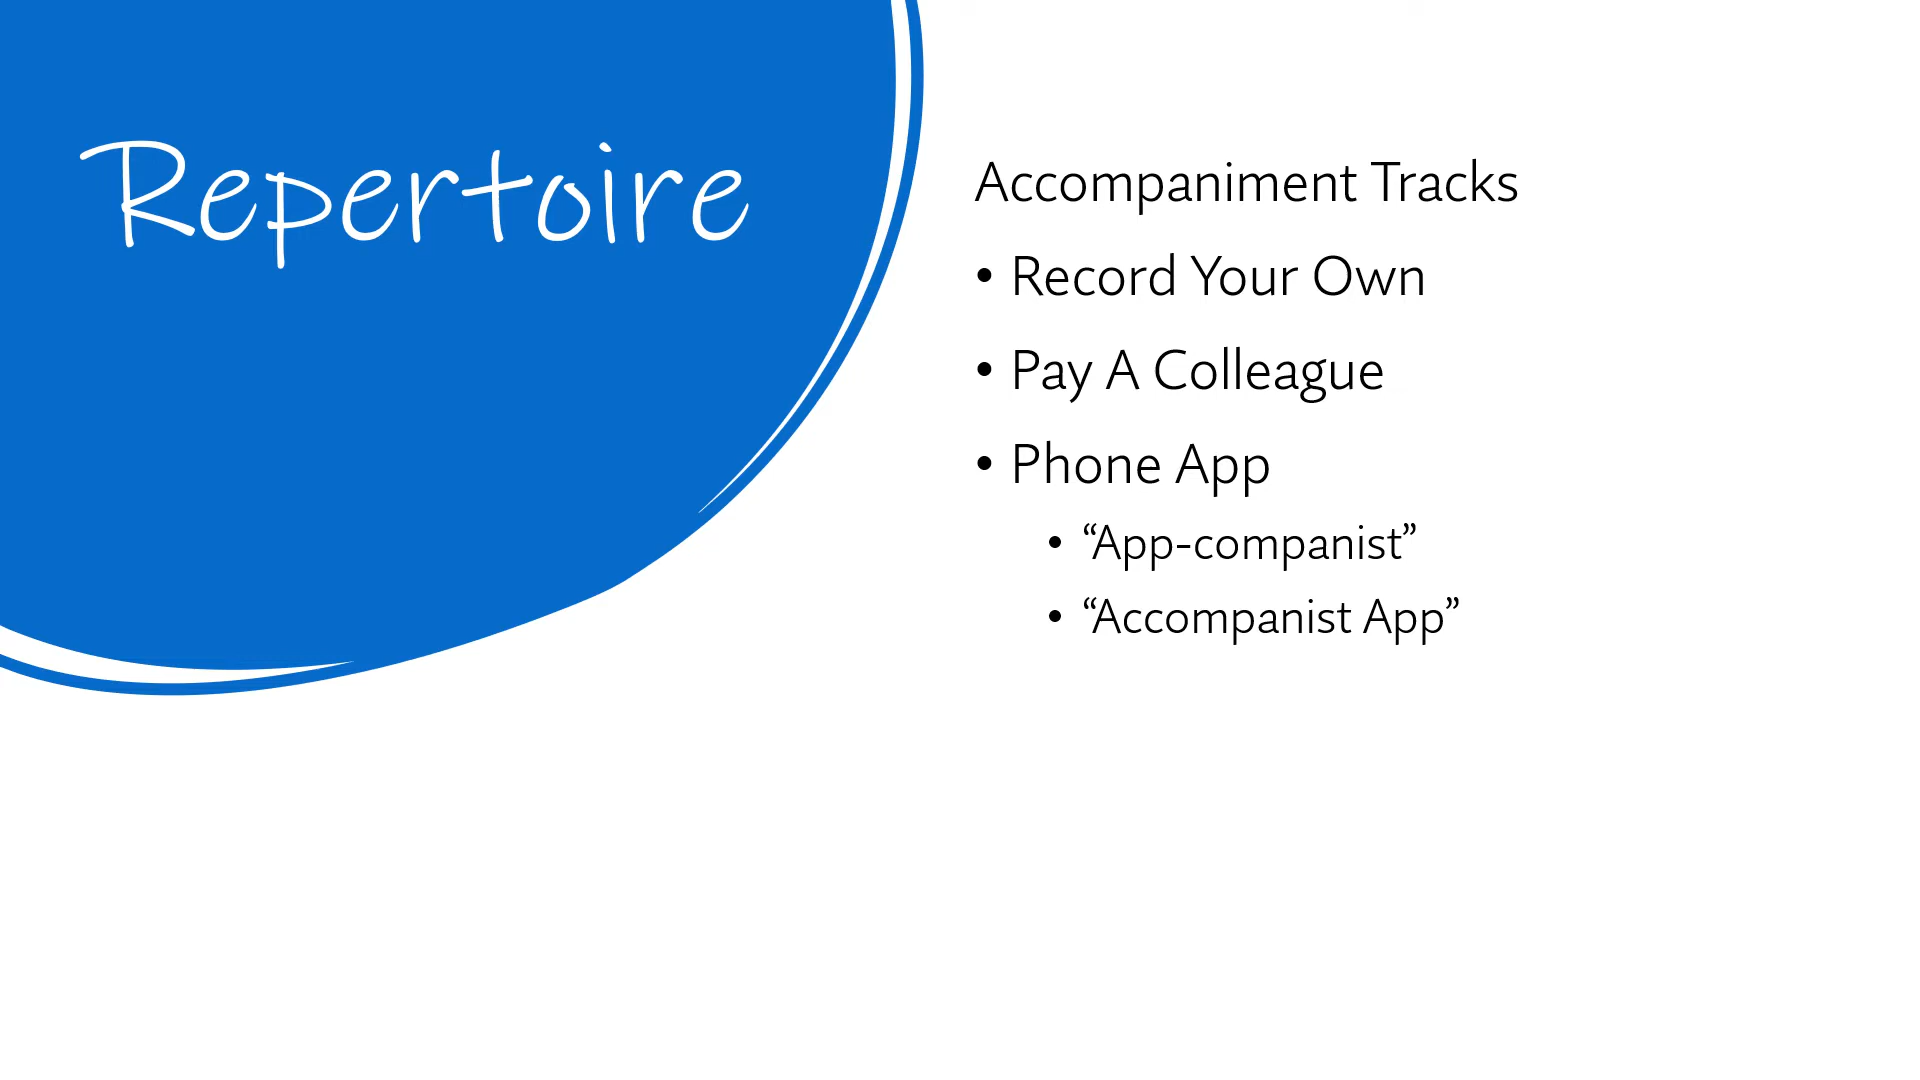 Repertoire
Accompaniment Tracks
• Record Your Own
• Pay A Colleague
• Phone App
• “App-companist”
• “Accompanist App”